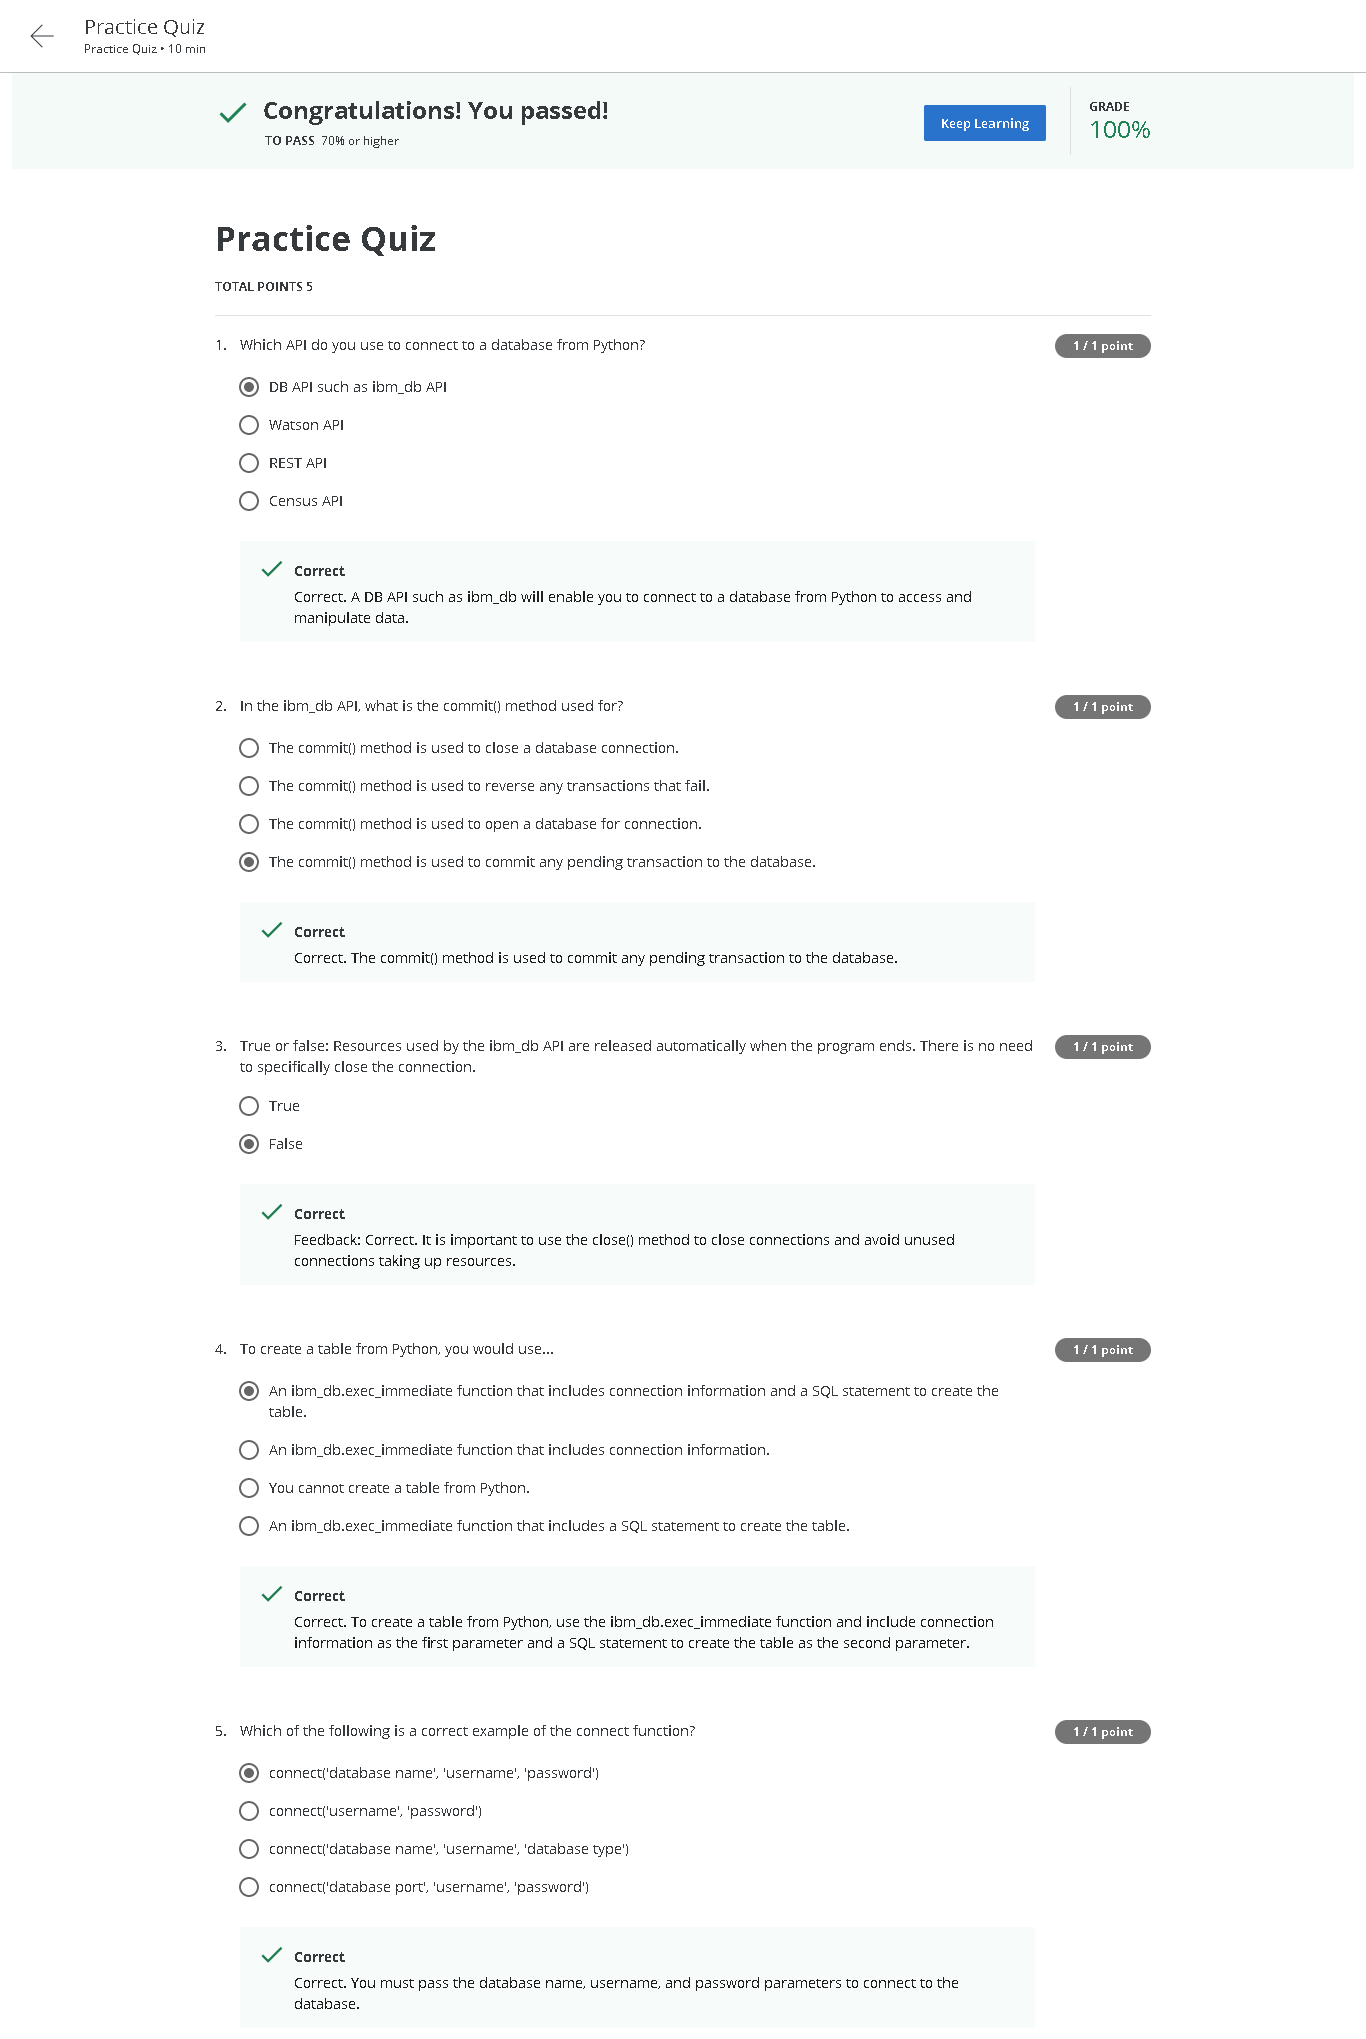 Practice Quiz
Practice Quiz • 10 min
Congratulations! You passed!
TO PASS 70% or higher
Keep Learning
GRADE
100%
Practice Quiz
TOTAL POINTS 5
1. Which API do you use to connect to a database from Python?
1 / 1 point
DB API such as ibm_db API
Watson API
REST API
Census API
Correct
Correct. A DB API such as ibm_db will enable you to connect to a database from Python to access and
manipulate data.
2. In the ibm_db API, what is the commit() method used for?
1 / 1 point
The commit() method is used to close a database connection.
The commit() method is used to reverse any transactions that fail.
The commit() method is used to open a database for connection.
The commit() method is used to commit any pending transaction to the database.
Correct
Correct. The commit() method is used to commit any pending transaction to the database.
3. True or false: Resources used by the ibm_db API are released automatically when the program ends. There is no need
to specifically close the connection.
1 / 1 point
True
False
Correct
Feedback: Correct. It is important to use the close() method to close connections and avoid unused
connections taking up resources.
4. To create a table from Python, you would use...
1 / 1 point
An ibm_db.exec_immediate function that includes connection information and a SQL statement to create the
table.
An ibm_db.exec_immediate function that includes connection information.
You cannot create a table from Python.
An ibm_db.exec_immediate function that includes a SQL statement to create the table.
Correct
Correct. To create a table from Python, use the ibm_db.exec_immediate function and include connection
information as the first parameter and a SQL statement to create the table as the second parameter.
5. Which of the following is a correct example of the connect function?
1 / 1 point
connect('database name', 'username', 'password')
connect('username', 'password')
connect('database name', 'username', 'database type')
connect('database port', 'username', 'password')
Correct
Correct. You must pass the database name, username, and password parameters to connect to the
database.